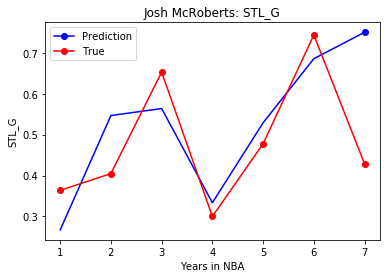 Josh McRoberts: STL_G
Prediction
True
0.7
0.6
0.5
0.4
0.3
STL_G
1 2 3 4 5 6 7
Years in NBA